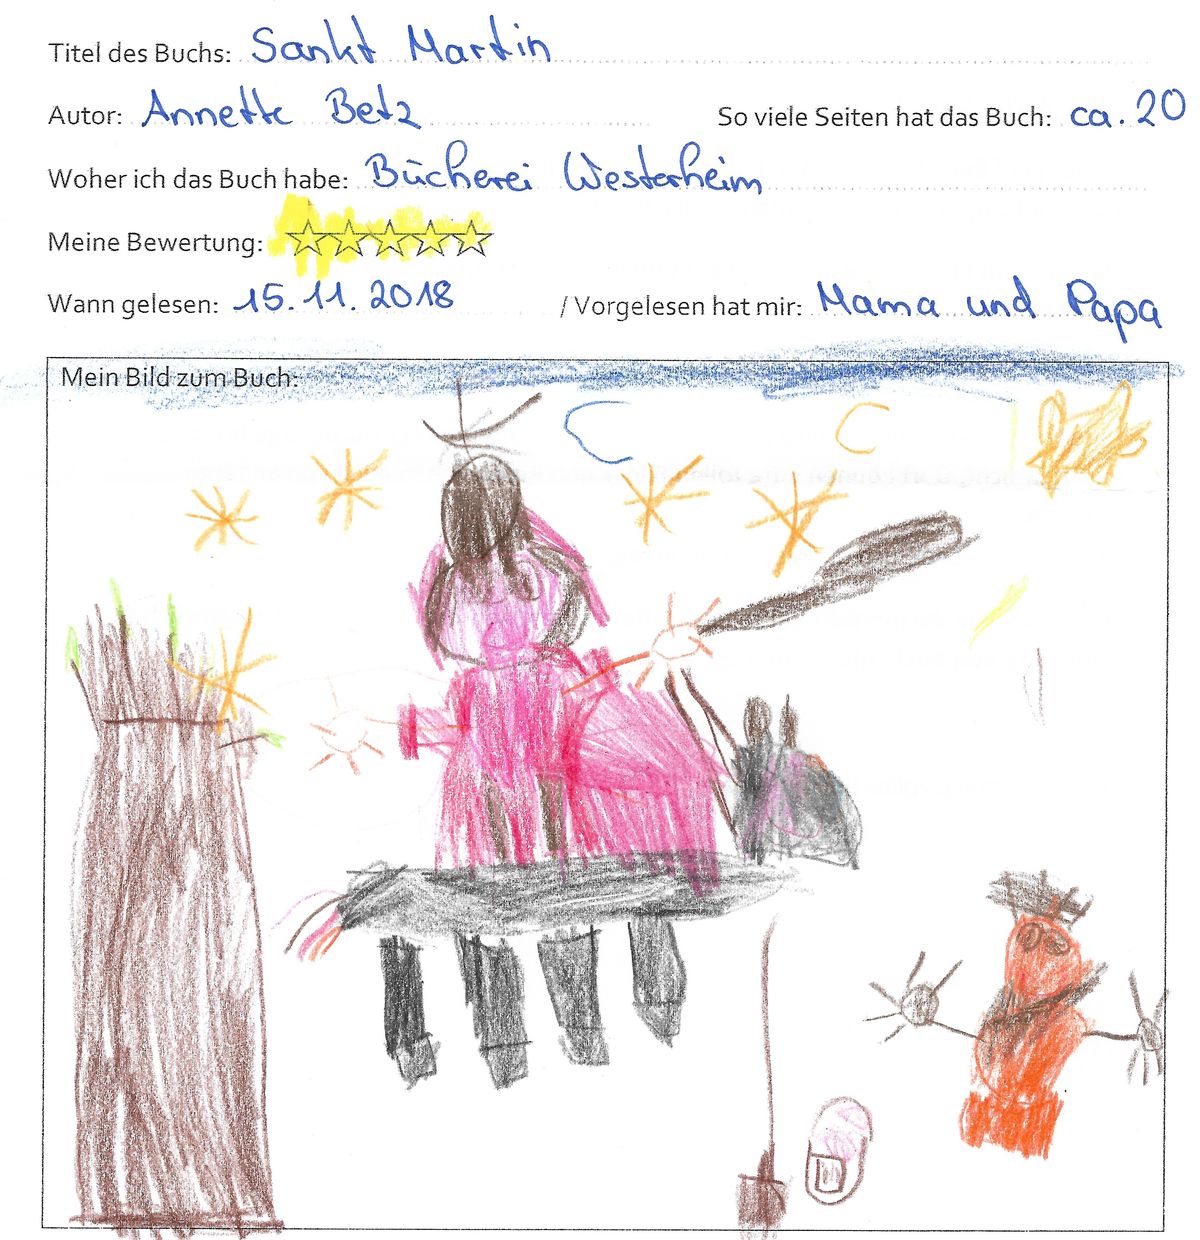 Titel des Buchs: Sankt Martin
Autor: Annette Betz So viele Seiten hat das Buch: ca. 20
Woher ich das Buch habe: Bücherei Westerheim
Meine Bewertung: ☆☆☆☆☆
Wann gelesen: 15.11.2018 / Vorgelesen hat mir: Mama und Papa
Mein Bild zum Buch: